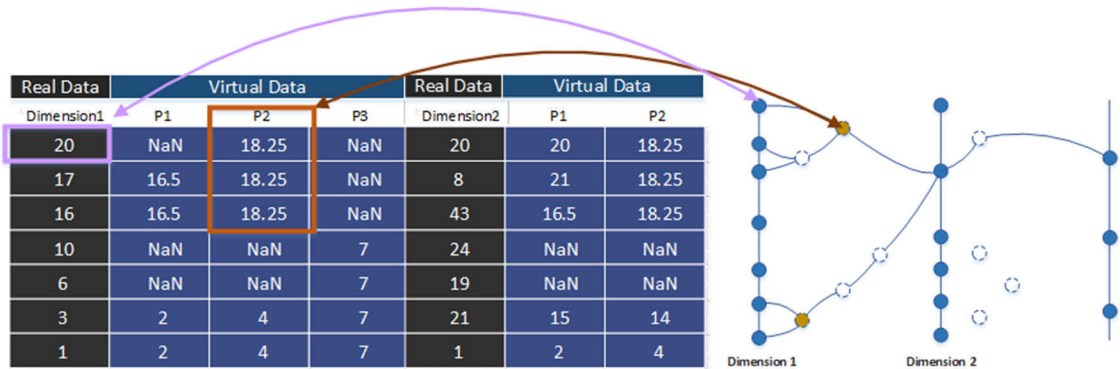 Real Data Virtual Data Real Data Virtual Data
Dimension1 P1 P2 P3 Dimension2 P1 P2
20 NaN 18.25 NaN 20 20 18.25
17 16.5 18.25 NaN 8 21 18.25
16 16.5 18.25 NaN 43 16.5 18.25
10 NaN NaN 7 24 NaN NaN
6 NaN NaN 7 19 NaN NaN
3 2 4 7 21 15 14
1 2 4 7 1 2 4
Dimension 1 Dimension 2